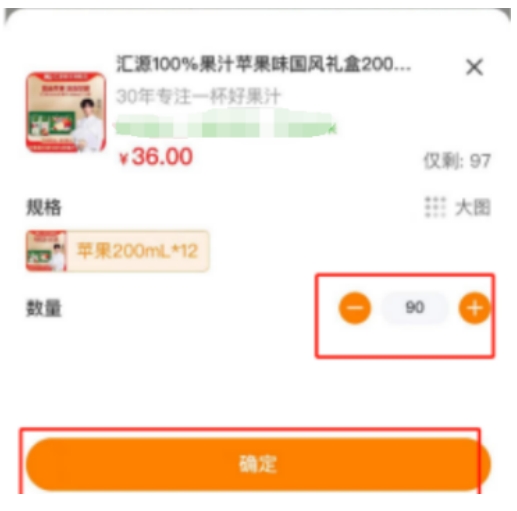 汇源100%果汁苹果味国风礼盒200...
30年专注一杯好果汁
¥36.00
仅剩: 97
规格
大图
苹果200mL*12
数量
90
确定